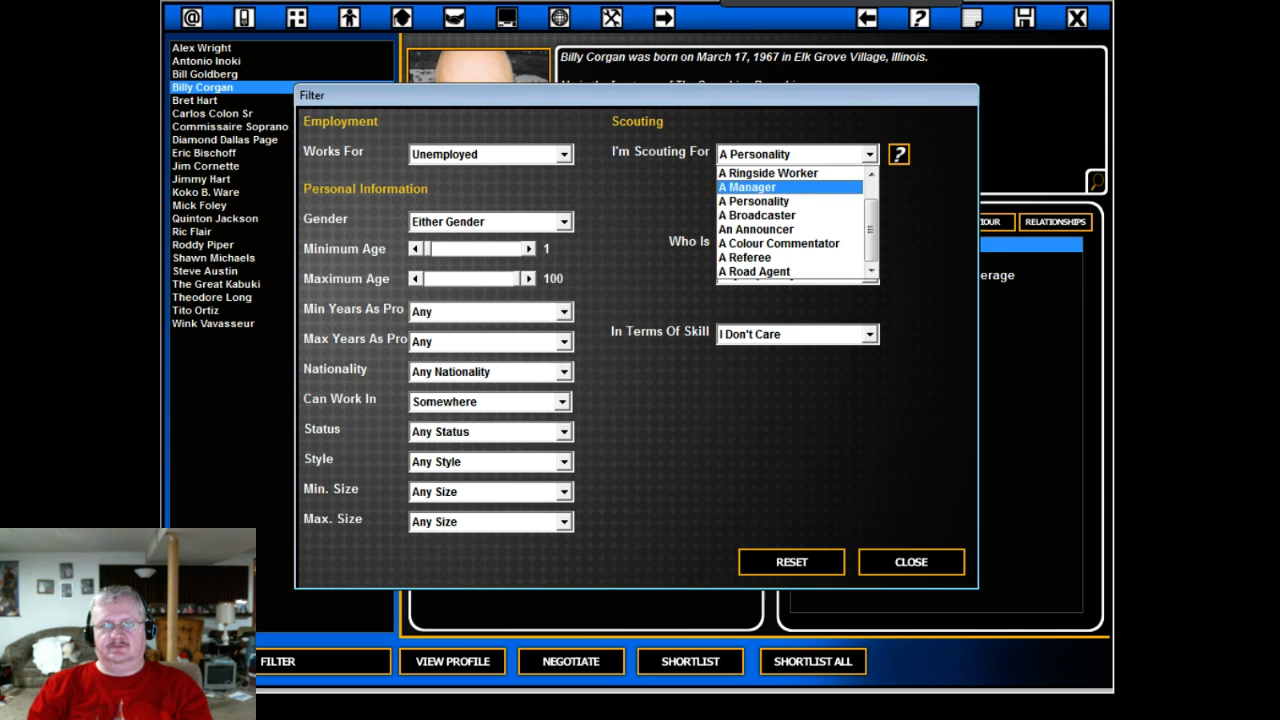 Alex Wright
Antonio Inoki
Bill Goldberg
Billy Corgan
Bret Hart
Carlos Colon Sr
Commissaire Soprano
Diamond Dallas Page
Eric Bischoff
Jim Cornette
Jimmy Hart
Koko B. Ware
Mick Foley
Quinton Jackson
Ric Flair
Roddy Piper
Shawn Michaels
Steve Austin
The Great Kabuki
Theodore Long
Tito Ortiz
Wink Vavasseur
Billy Corgan was born on March 17, 1967 in Elk Grove Village, Illinois.
Filter
Employment
Works For Unemployed
Personal Information
Gender Either Gender
Minimum Age 1
Maximum Age 100
Min Years As Pro Any
Max Years As Pro Any
Nationality Any Nationality
Can Work In Somewhere
Status Any Status
Style Any Style
Min. Size Any Size
Max. Size Any Size
Scouting
I'm Scouting For A Personality
?
A Ringside Worker
A Manager
A Personality
A Broadcaster
An Announcer
A Colour Commentator
A Referee
A Road Agent
Who Is
In Terms Of Skill I Don't Care
RESET CLOSE
IOUR RELATIONSHIPS
erage
FILTER VIEW PROFILE NEGOTIATE SHORTLIST SHORTLIST ALL